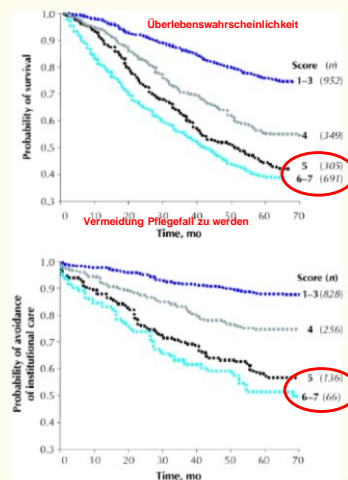 Überlebenswahrscheinlichkeit
Probability of survival
1,0
0,9
0,8
0,7
0,6
0,5
0,4
0,3
Score (n)
1–3 (952)
4 (349)
5 (305)
6–7 (691)
0 10 20 30 40 50 60 70
Time, mo
Vermeidung Pflegefall zu werden
Probability of avoidance
of institutional care
1.0
0.9
0.8
0.7
0.6
0.5
0.4
0.3
Score (n)
1–3 (828)
4 (256)
5 (136)
6–7 (66)
0 10 20 30 40 50 60 70
Time, mo